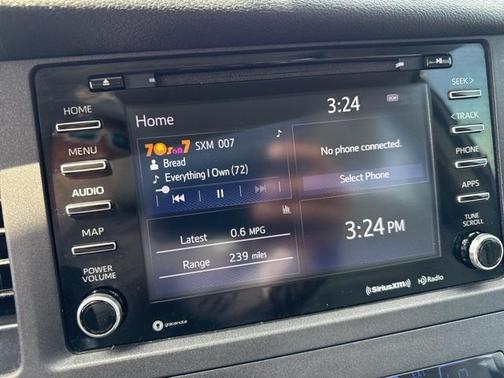 HOME
MENU
AUDIO
MAP
POWER
VOLUME
Home
3:24
70s on 7 SXM 007
Bread
Everything I Own (72)
Latest 0.6 MPG
Range 239 miles
No phone connected.
Select Phone
3:24 PM
SEEK>
<TRACK
PHONE
APPS
TUNE
SCROLL
gracenote
((SiriusXM))
HD Radio